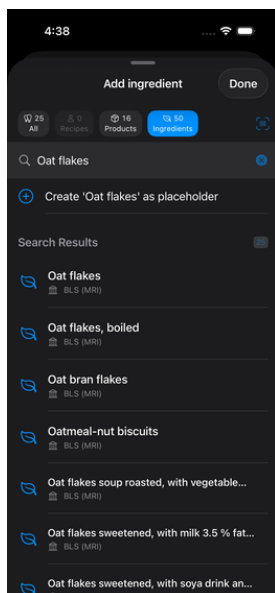 4:38
Add ingredient
Done
25
All
0
Recipes
16
Products
50
Ingredients
Oat flakes
Create 'Oat flakes' as placeholder
Search Results
25
Oat flakes
BLS (MRI)
Oat flakes, boiled
BLS (MRI)
Oat bran flakes
BLS (MRI)
Oatmeal-nut biscuits
BLS (MRI)
Oat flakes soup roasted, with vegetable...
BLS (MRI)
Oat flakes sweetened, with milk 3.5 % fat...
BLS (MRI)
Oat flakes sweetened, with soya drink an...